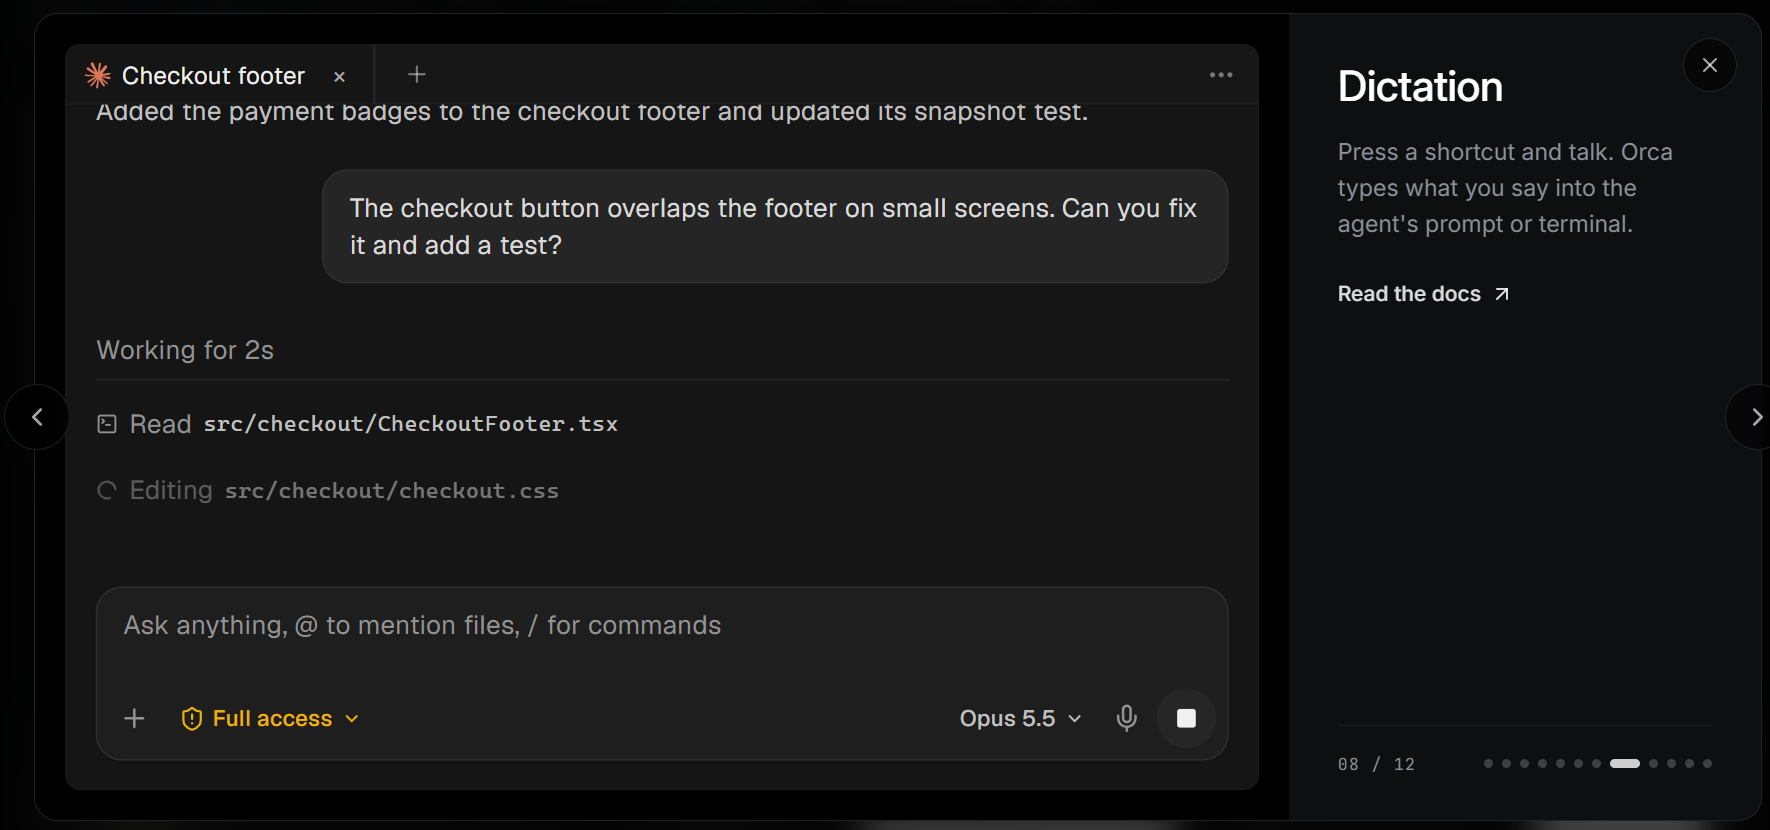 Checkout footer
Added the payment badges to the checkout footer and updated its snapshot test.
The checkout button overlaps the footer on small screens. Can you fix
it and add a test?
Working for 2s
Read src/checkout/CheckoutFooter.tsx
Editing src/checkout/checkout.css
Ask anything, @ to mention files, / for commands
Full access
Opus 5.5
Dictation
Press a shortcut and talk. Orca
types what you say into the
agent's prompt or terminal.
Read the docs
08 / 12